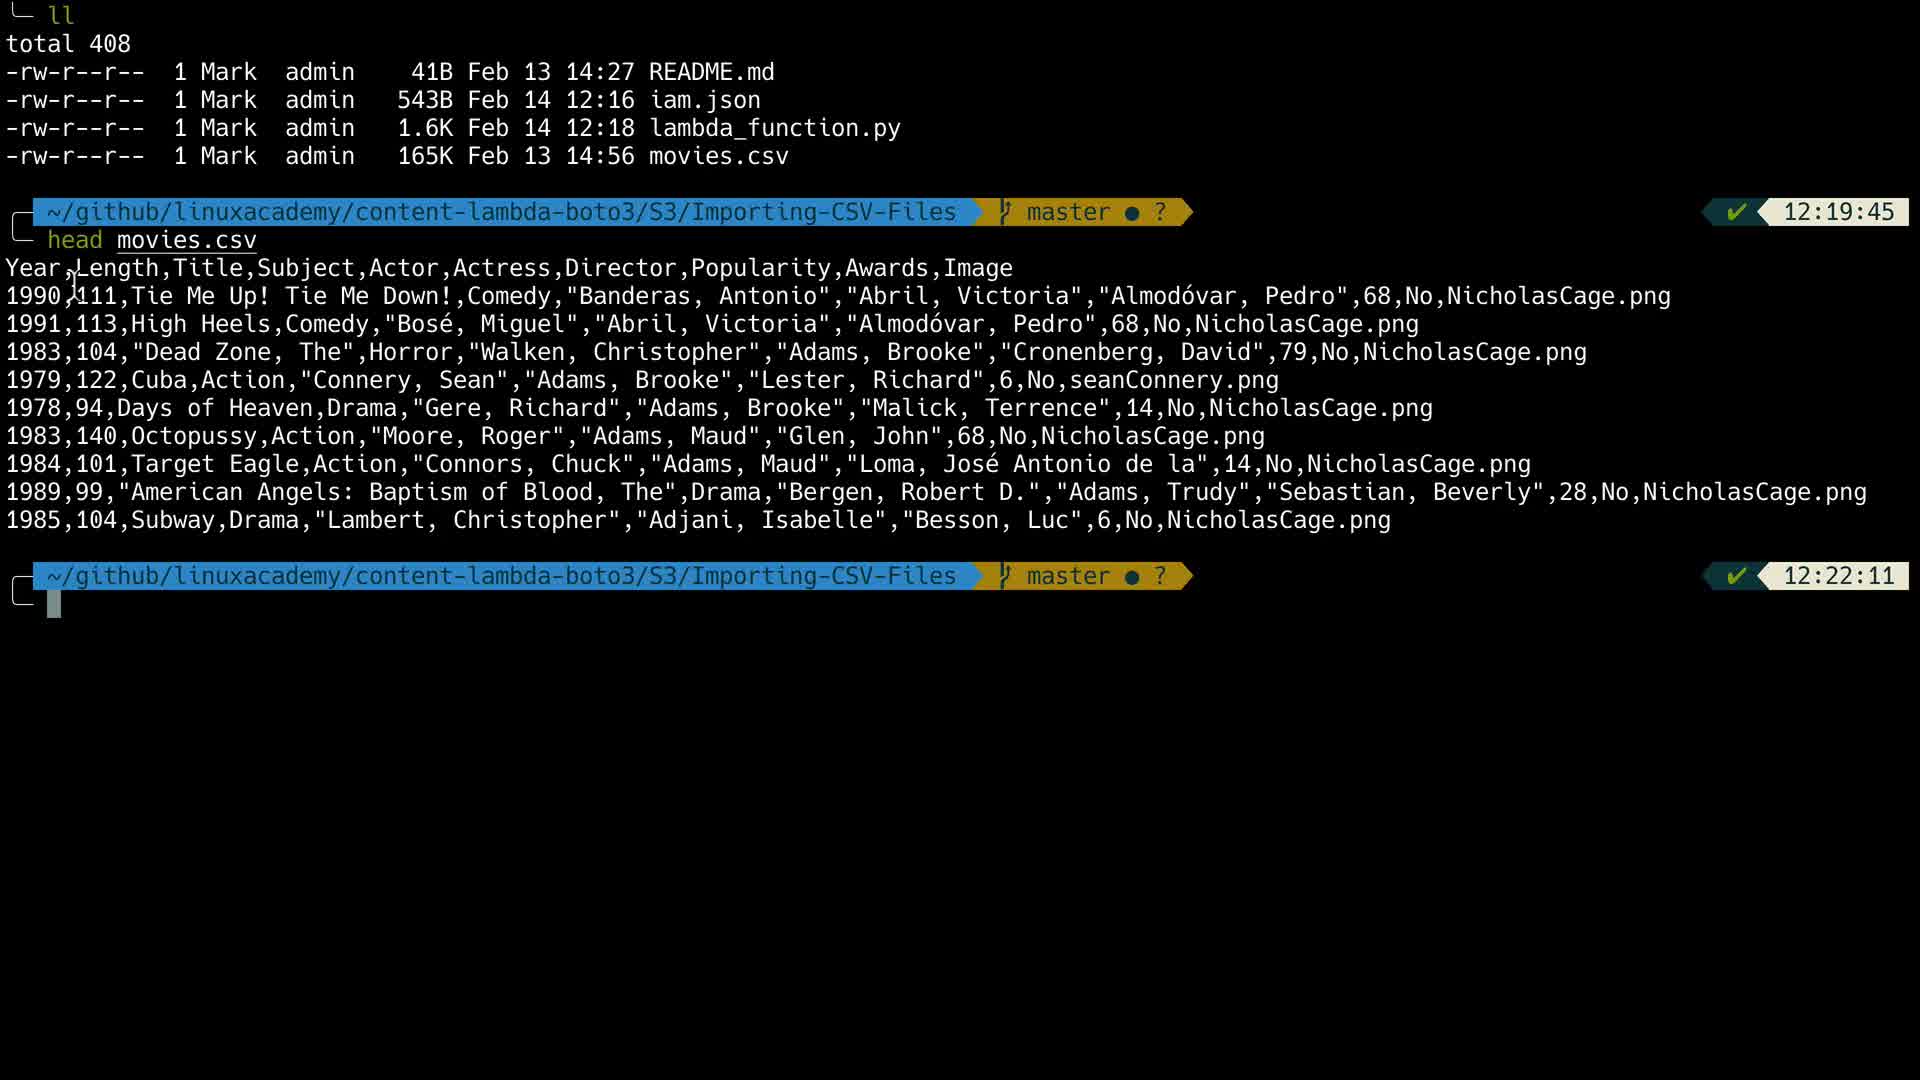 ll
total 408
-rw-r--r--  1 Mark  admin    41B Feb 13 14:27 README.md
-rw-r--r--  1 Mark  admin   543B Feb 14 12:16 iam.json
-rw-r--r--  1 Mark  admin   1.6K Feb 14 12:18 lambda_function.py
-rw-r--r--  1 Mark  admin   165K Feb 13 14:56 movies.csv
~/github/linuxacademy/content-lambda-boto3/S3/Importing-CSV-Files master ● ? ✔ 12:19:45
head movies.csv
Year,Length,Title,Subject,Actor,Actress,Director,Popularity,Awards,Image
1990,111,Tie Me Up! Tie Me Down!,Comedy,"Banderas, Antonio","Abril, Victoria","Almodóvar, Pedro",68,No,NicholasCage.png
1991,113,High Heels,Comedy,"Bosé, Miguel","Abril, Victoria","Almodóvar, Pedro",68,No,NicholasCage.png
1983,104,"Dead Zone, The",Horror,"Walken, Christopher","Adams, Brooke","Cronenberg, David",79,No,NicholasCage.png
1979,122,Cuba,Action,"Connery, Sean","Adams, Brooke","Lester, Richard",6,No,seanConnery.png
1978,94,Days of Heaven,Drama,"Gere, Richard","Adams, Brooke","Malick, Terrence",14,No,NicholasCage.png
1983,140,Octopussy,Action,"Moore, Roger","Adams, Maud","Glen, John",68,No,NicholasCage.png
1984,101,Target Eagle,Action,"Connors, Chuck","Adams, Maud","Loma, José Antonio de la",14,No,NicholasCage.png
1989,99,"American Angels: Baptism of Blood, The",Drama,"Bergen, Robert D.","Adams, Trudy","Sebastian, Beverly",28,No,NicholasCage.png
1985,104,Subway,Drama,"Lambert, Christopher","Adjani, Isabelle","Besson, Luc",6,No,NicholasCage.png
~/github/linuxacademy/content-lambda-boto3/S3/Importing-CSV-Files master ● ? ✔ 12:22:11